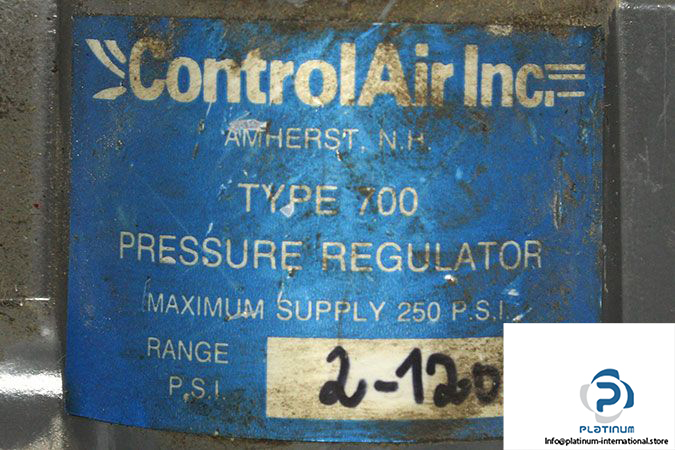 ControlAir Inc.
AMHERST, N.H.
TYPE 700
PRESSURE REGULATOR
MAXIMUM SUPPLY 250 P.S.I.
RANGE
P.S.I.
2-120
PLATINUM
Info@platinum-international.store